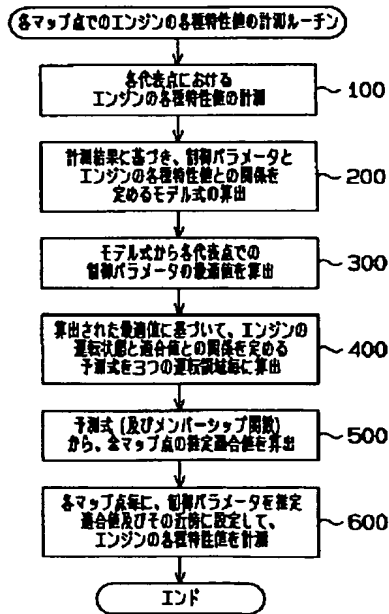 各マップ点でのエンジンの各種特性値の計測ルーチン
各代表点における
エンジンの各種特性値の計測
100
計測結果に基づき、制御パラメータと
エンジンの各種特性値との関係を
定めるモデル式の算出
200
モデル式から各代表点での
制御パラメータの最適値を算出
300
算出された最適値に基づいて、エンジンの
運転状態と適合値との関係を定める
予測式を3つの運転領域毎に算出
400
予測式(及びメンバーシップ関数)
から、全マップ点の推定適合値を算出
500
各マップ点毎に、制御パラメータを推定
適合値及びその近傍に設定して、
エンジンの各種特性値を計測
600
エンド